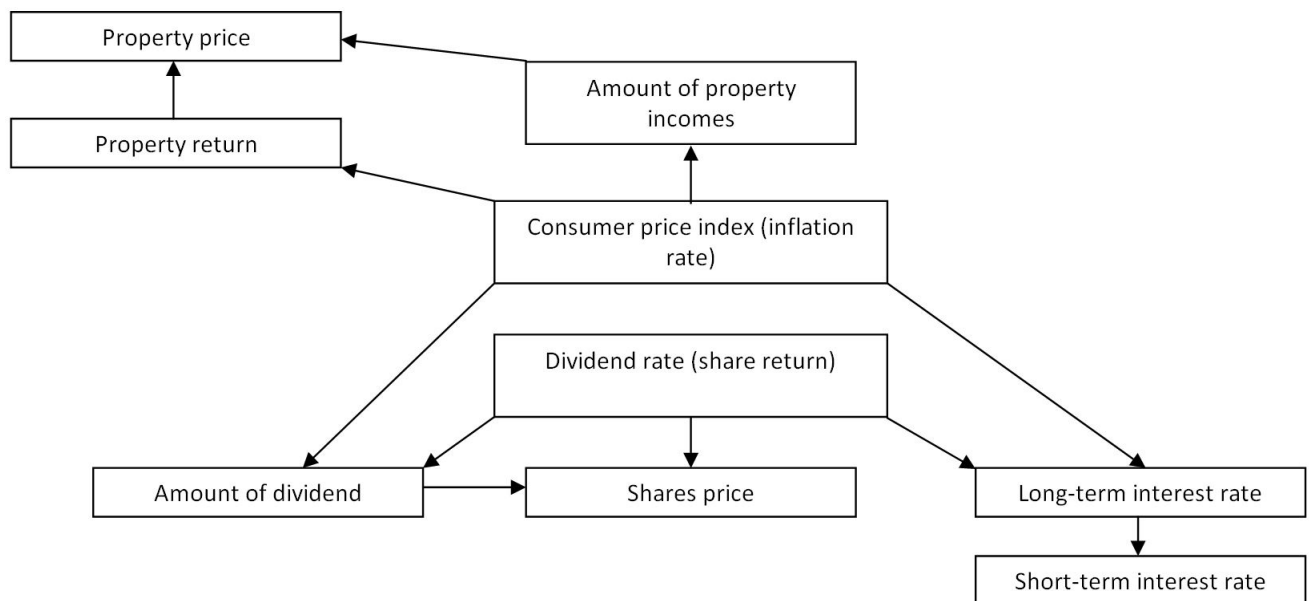 Property price
Amount of property
incomes
Property return
Consumer price index (inflation
rate)
Dividend rate (share return)
Amount of dividend
Shares price
Long-term interest rate
Short-term interest rate